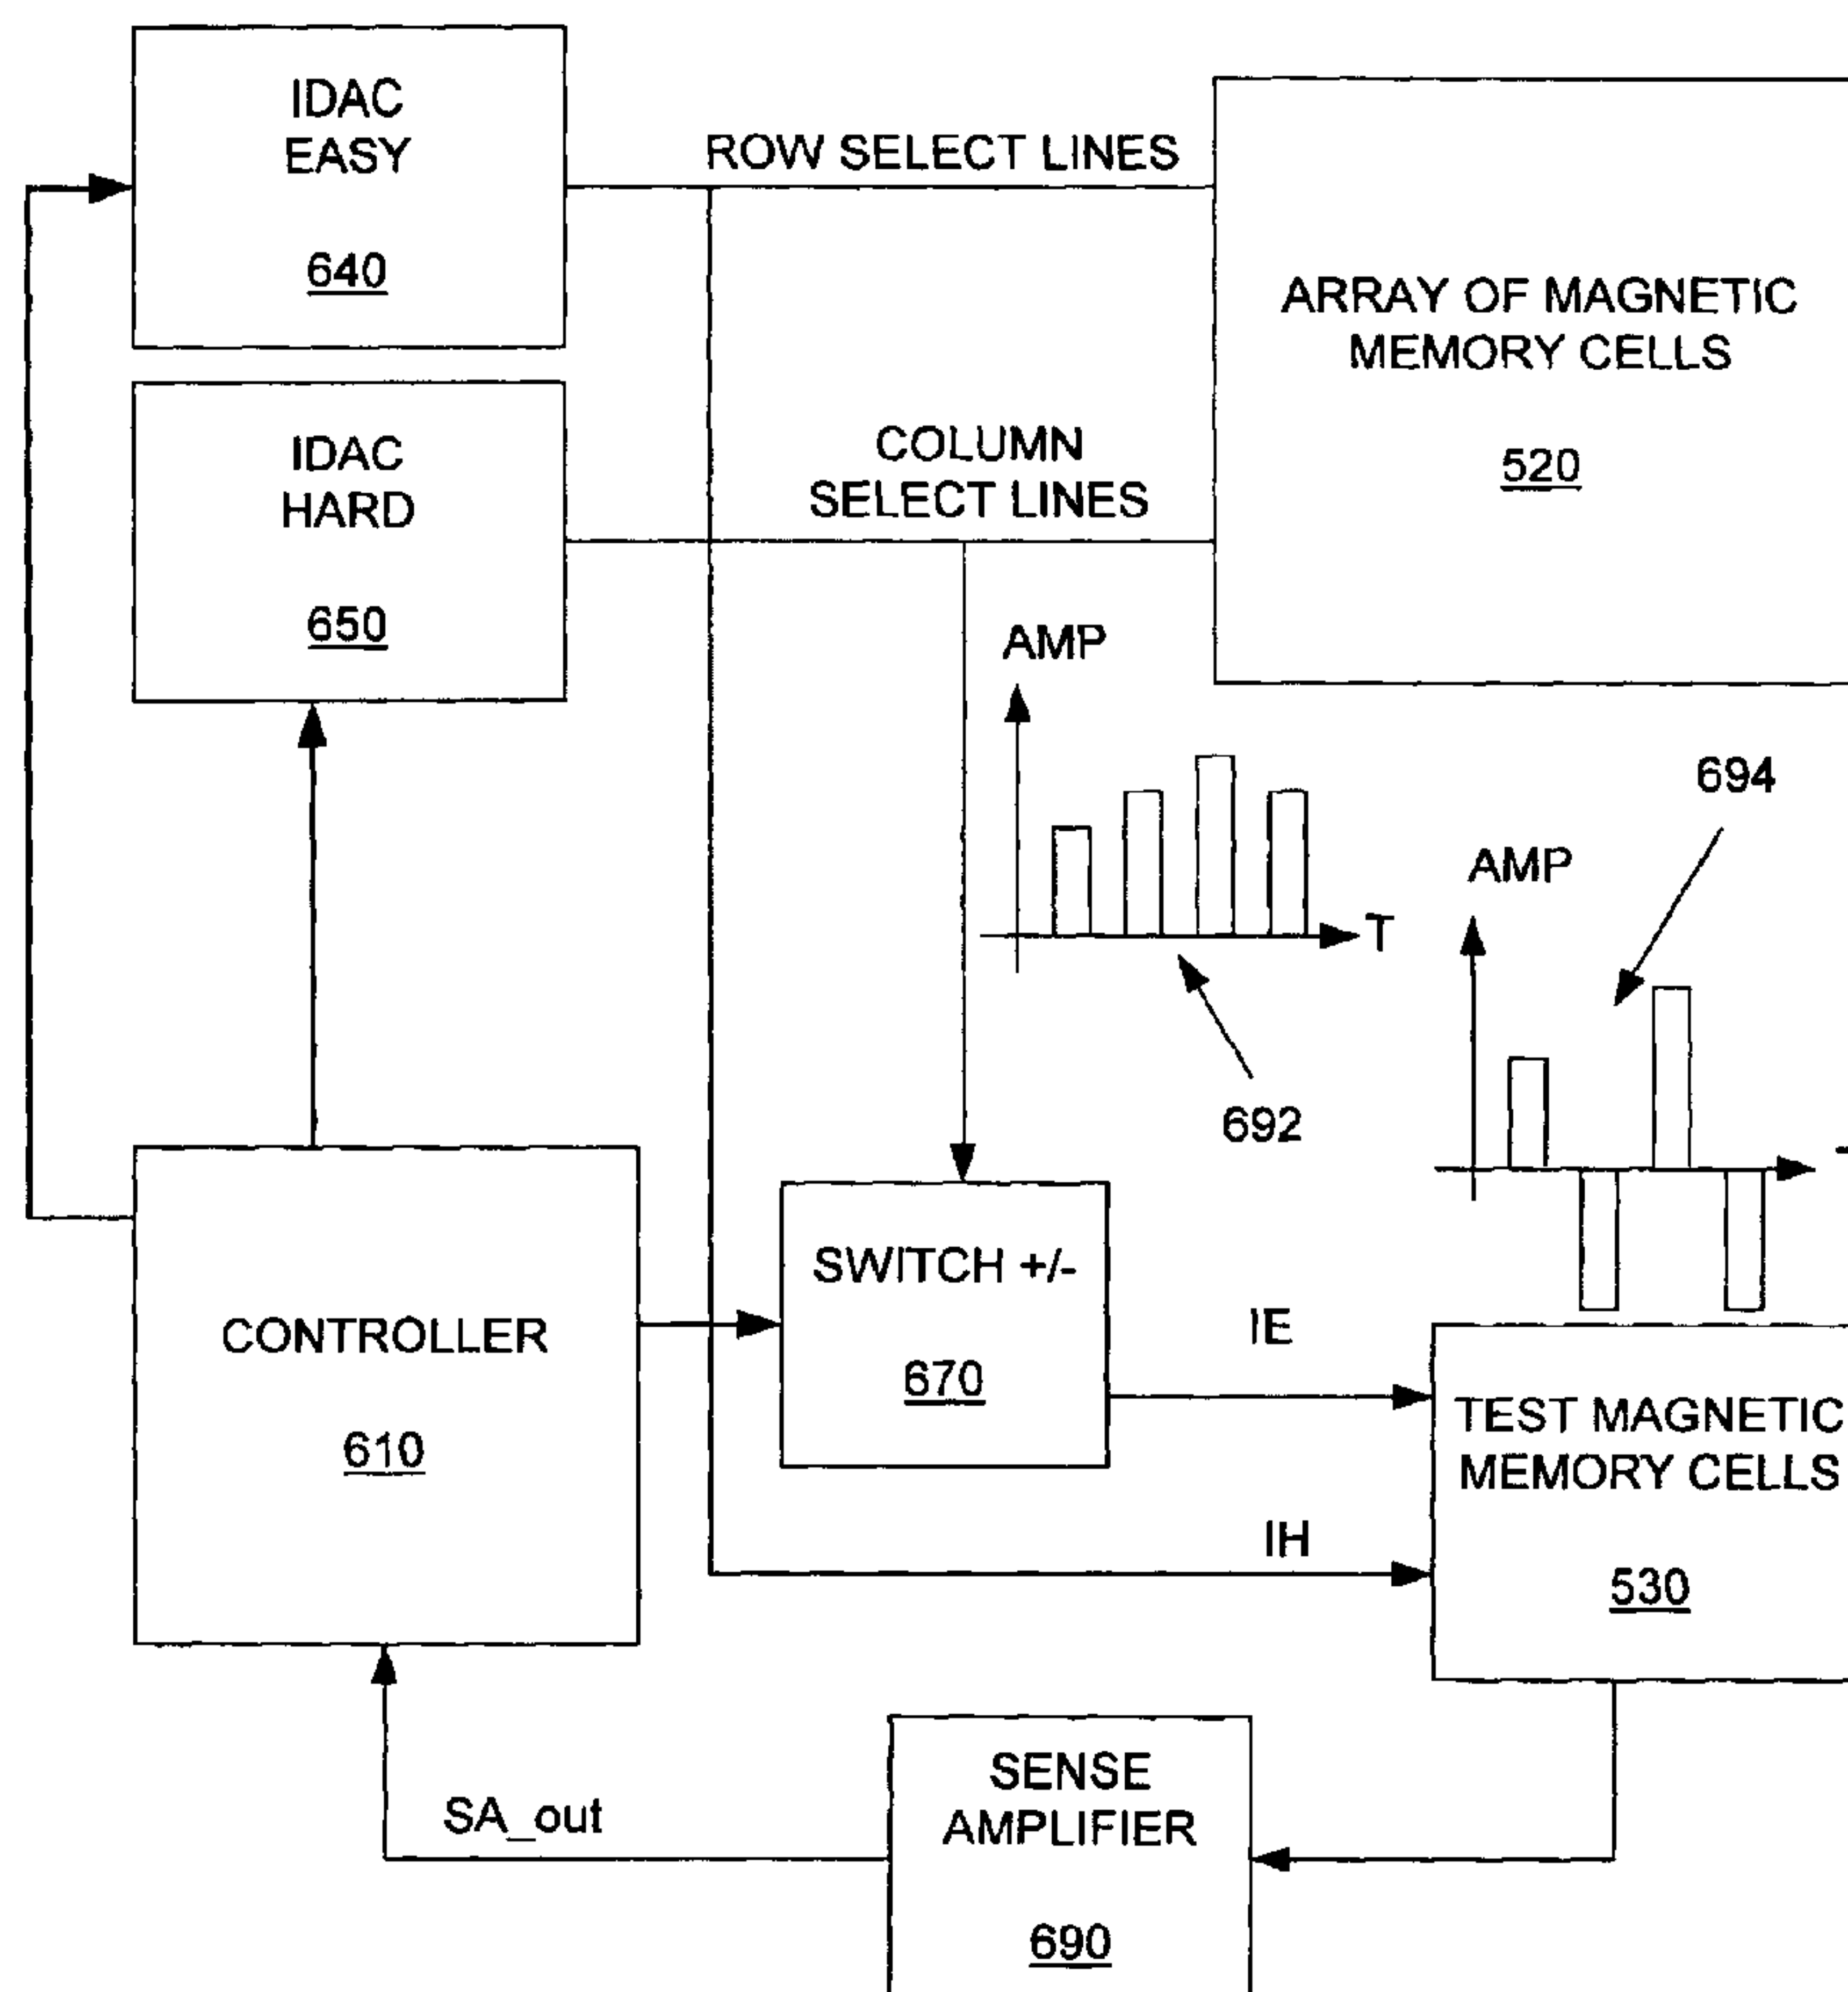 IDAC
EASY
640
ROW SELECT LINES
ARRAY OF MAGNETIC
MEMORY CELLS
520
IDAC
HARD
650
COLUMN
SELECT LINES
AMP
T
692
694
AMP
CONTROLLER
610
SWITCH +/-
670
IE
IH
TEST MAGNETIC
MEMORY CELLS
530
SA_out
SENSE
AMPLIFIER
690